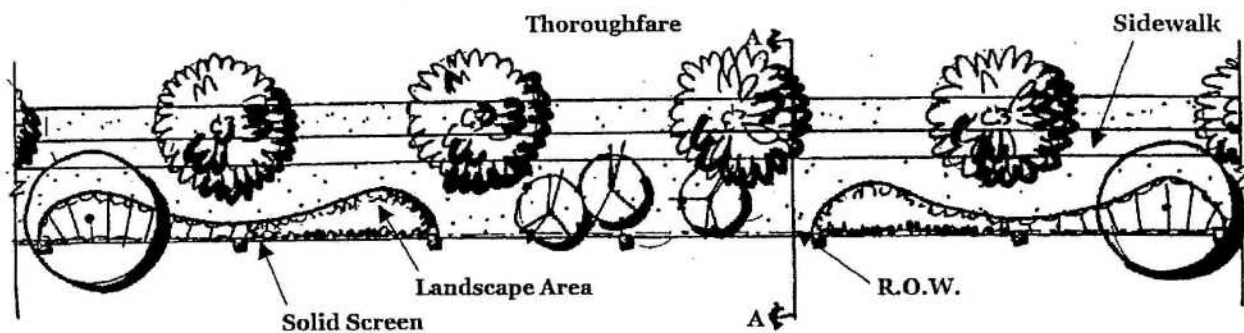 Thoroughfare
Sidewalk
A
Landscape Area
R.O.W.
Solid Screen
A